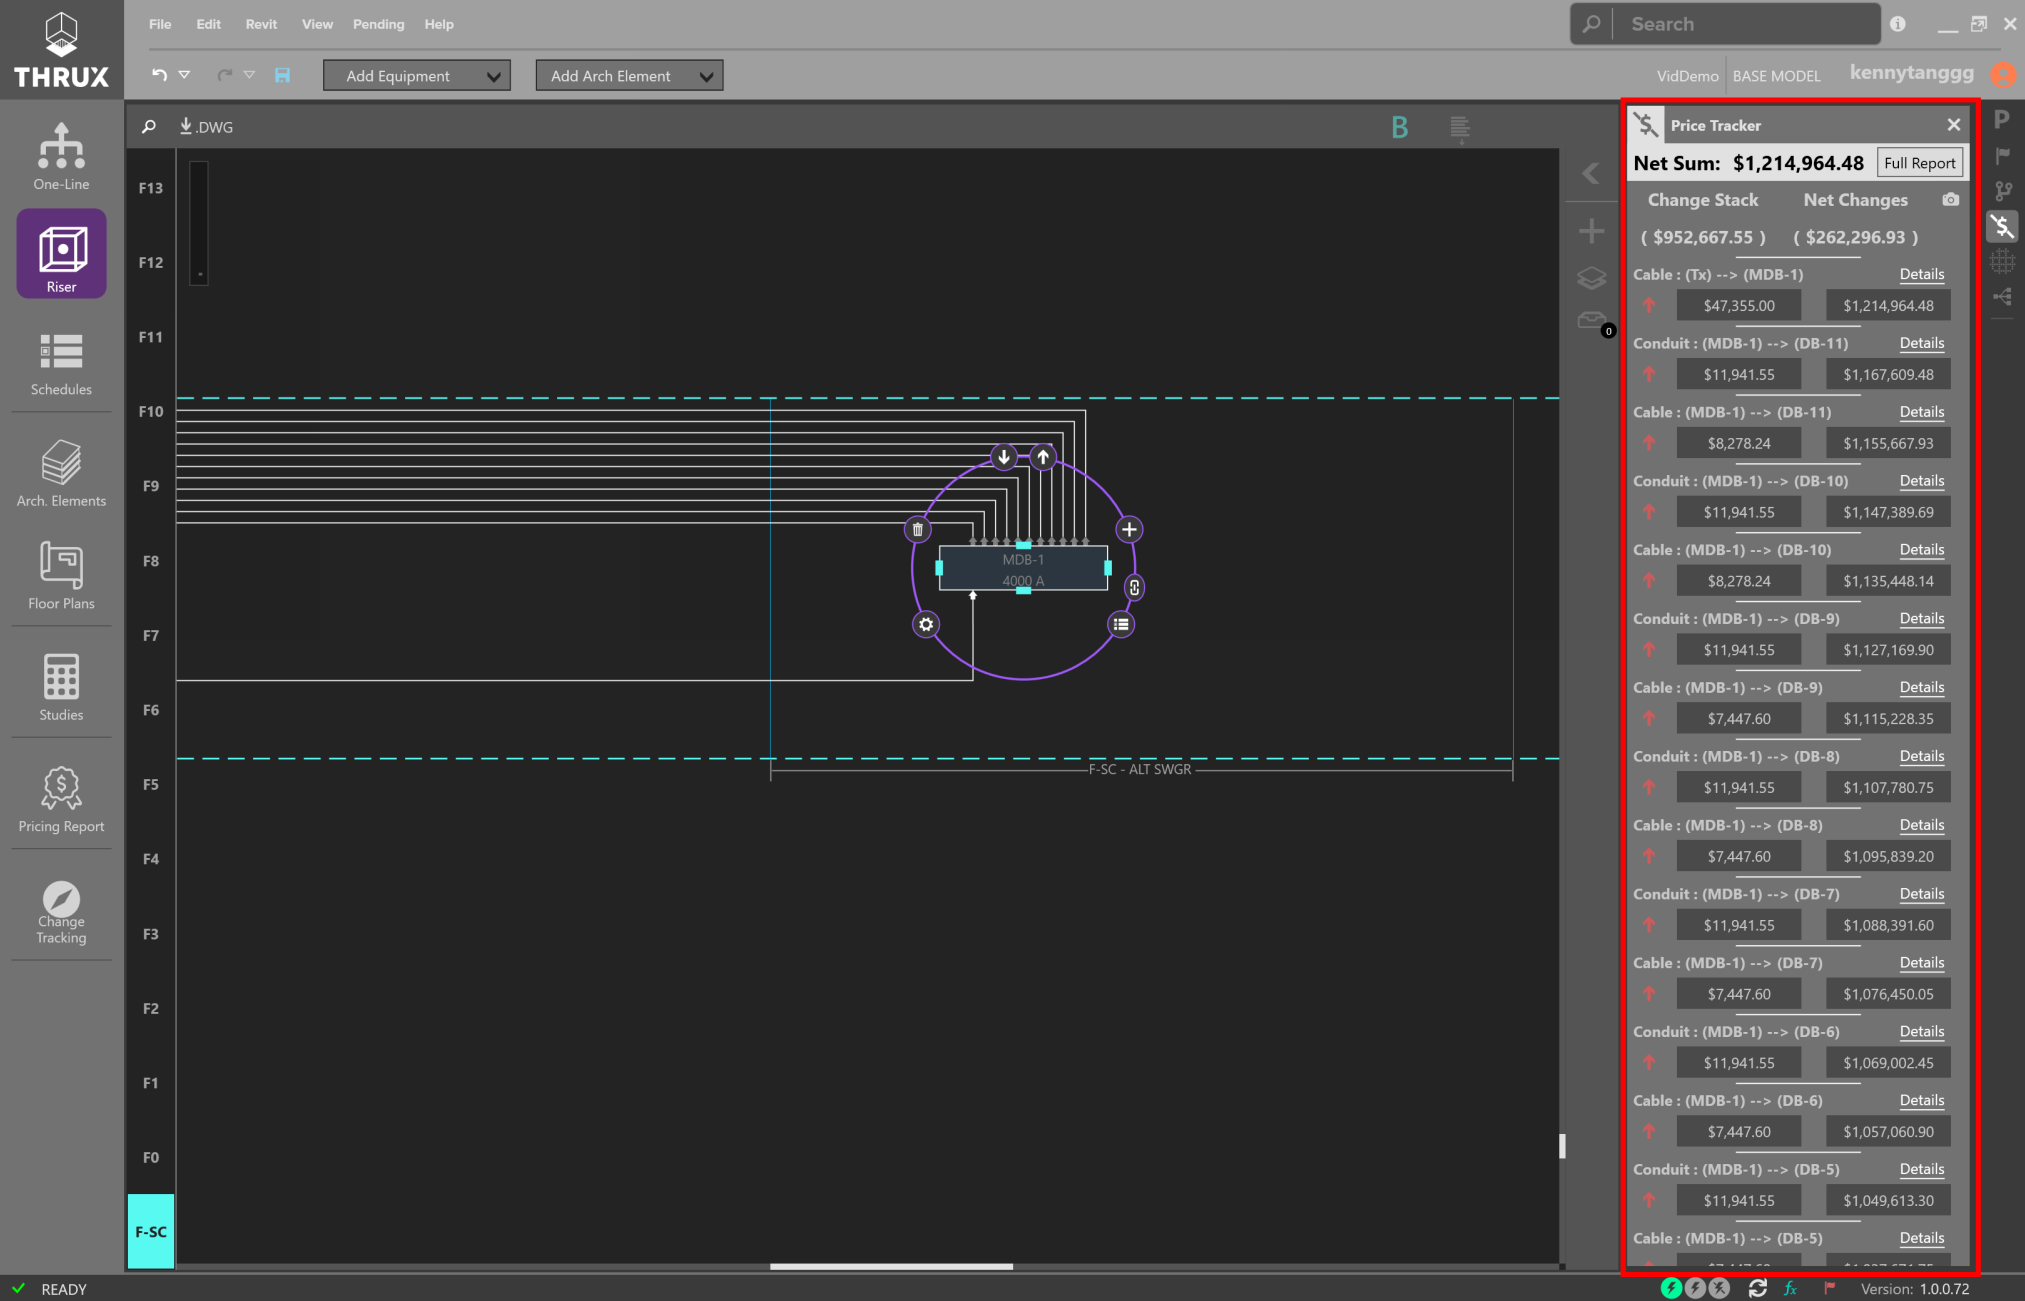 THRUX
File Edit Revit View Pending Help
Search
Add Equipment
Add Arch Element
VidDemo BASE MODEL kennytanggg
One-Line
Riser
Schedules
Arch. Elements
Floor Plans
Studies
Pricing Report
Change
Tracking
.DWG
B
F13
F12
F11
F10
F9
F8
F7
F6
F5
F4
F3
F2
F1
F0
F-SC
MDB-1
4000 A
F-SC - ALT SWGR
0
P
Price Tracker
Net Sum: $1,214,964.48 Full Report
Change Stack Net Changes
( $952,667.55 ) ( $262,296.93 )
Cable : (Tx) --> (MDB-1) Details
$47,355.00 $1,214,964.48
Conduit : (MDB-1) --> (DB-11) Details
$11,941.55 $1,167,609.48
Cable : (MDB-1) --> (DB-11) Details
$8,278.24 $1,155,667.93
Conduit : (MDB-1) --> (DB-10) Details
$11,941.55 $1,147,389.69
Cable : (MDB-1) --> (DB-10) Details
$8,278.24 $1,135,448.14
Conduit : (MDB-1) --> (DB-9) Details
$11,941.55 $1,127,169.90
Cable : (MDB-1) --> (DB-9) Details
$7,447.60 $1,115,228.35
Conduit : (MDB-1) --> (DB-8) Details
$11,941.55 $1,107,780.75
Cable : (MDB-1) --> (DB-8) Details
$7,447.60 $1,095,839.20
Conduit : (MDB-1) --> (DB-7) Details
$11,941.55 $1,088,391.60
Cable : (MDB-1) --> (DB-7) Details
$7,447.60 $1,076,450.05
Conduit : (MDB-1) --> (DB-6) Details
$11,941.55 $1,069,002.45
Cable : (MDB-1) --> (DB-6) Details
$7,447.60 $1,057,060.90
Conduit : (MDB-1) --> (DB-5) Details
$11,941.55 $1,049,613.30
Cable : (MDB-1) --> (DB-5) Details
READY
fx
Version: 1.0.0.72